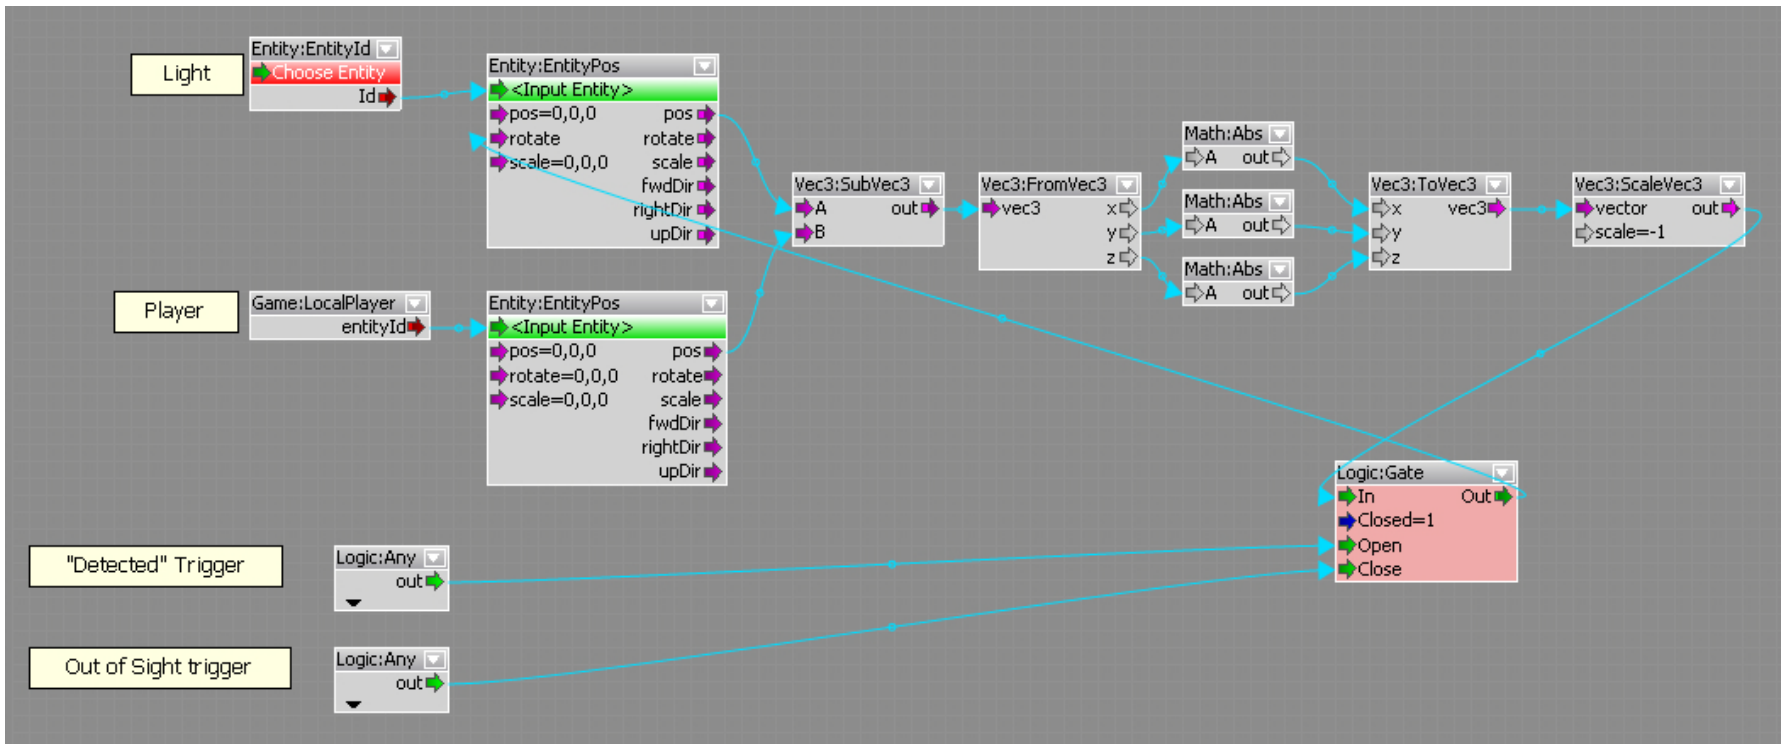 Light
Entity:EntityId
Choose Entity
Id
Entity:EntityPos
<Input Entity>
pos=0,0,0 pos
rotate rotate
scale=0,0,0 scale
fwdDir
rightDir
upDir
Player
Game:LocalPlayer
entityId
Entity:EntityPos
<Input Entity>
pos=0,0,0 pos
rotate=0,0,0 rotate
scale=0,0,0 scale
fwdDir
rightDir
upDir
Vec3:SubVec3
A out
B
Vec3:FromVec3
vec3 x
y
z
Math:Abs
A out
Math:Abs
A out
Math:Abs
A out
Vec3:ToVec3
x vec3
y
z
Vec3:ScaleVec3
vector out
scale=-1
Logic:Gate
In Out
Closed=1
Open
Close
"Detected" Trigger
Logic:Any
out
Out of Sight trigger
Logic:Any
out